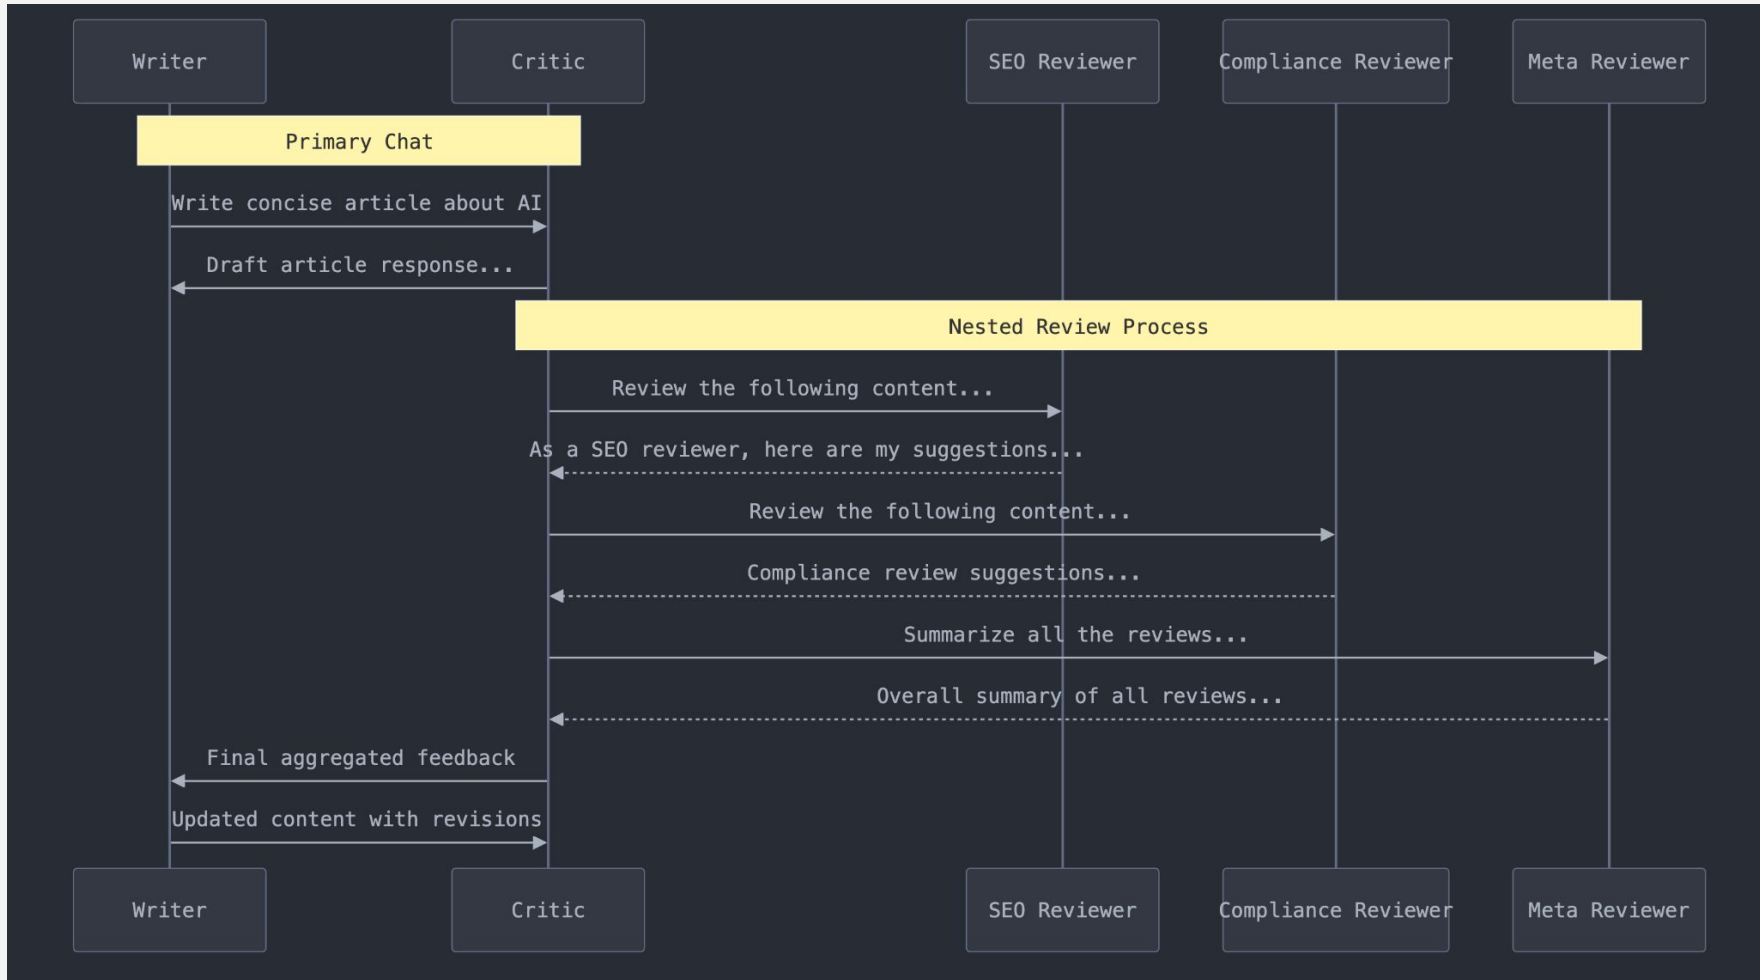 Writer
Critic
SEO Reviewer
Compliance Reviewer
Meta Reviewer
Primary Chat
Write concise article about AI
Draft article response...
Nested Review Process
Review the following content...
As a SEO reviewer, here are my suggestions...
Review the following content...
Compliance review suggestions...
Summarize all the reviews...
Overall summary of all reviews...
Final aggregated feedback
Updated content with revisions
Writer
Critic
SEO Reviewer
Compliance Reviewer
Meta Reviewer